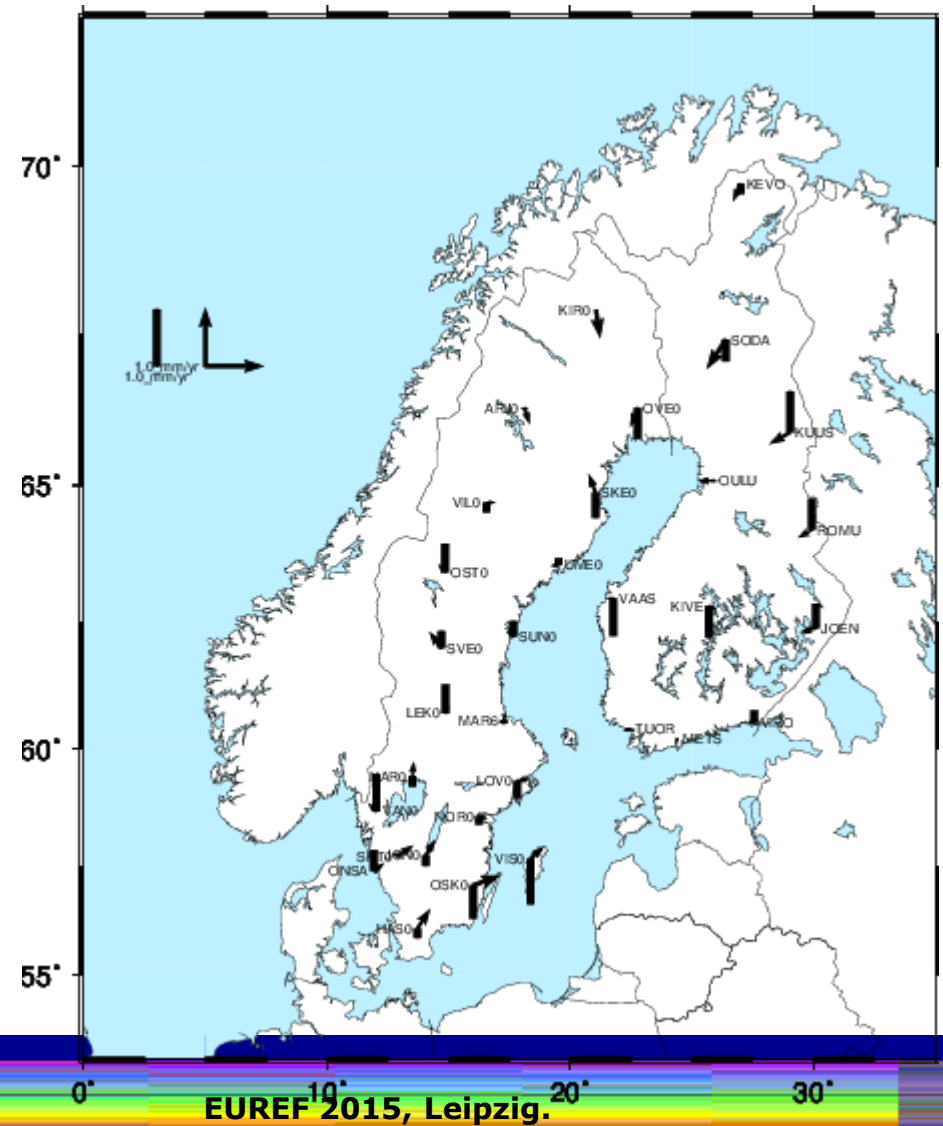 70°
KEVO
KIR0
SODA
1.0 mm/yr
1.0 mm/yr
ARJ0
OVE0
KUUS
65°
OULU
SKE0
VIL0
ROMU
UME0
OST0
VAAS
KIVE
JOEN
SUN0
SVE0
LEK0
MAR6
60°
TUOR
METS
LOV0
VAN0
NOR0
VIS0
ONSA
OSK0
HAS0
55°
0°
10°
20°
30°
EUREF 2015, Leipzig.